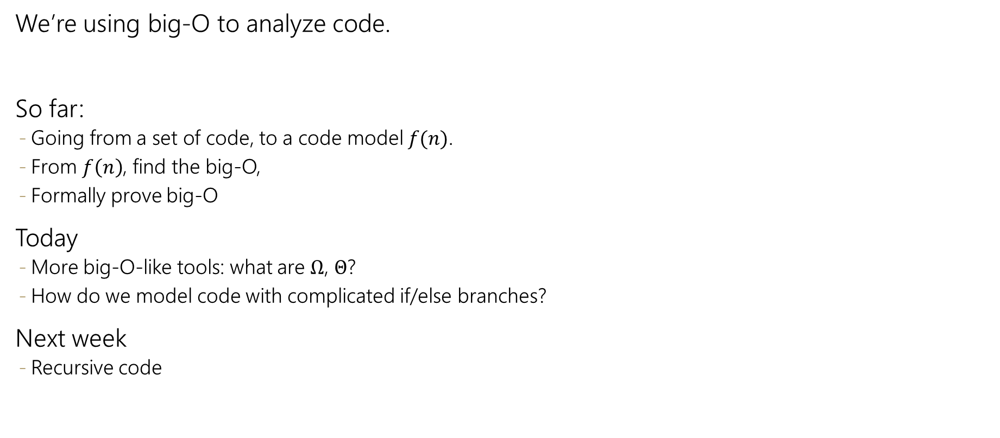 We’re using big-O to analyze code.
So far:
- Going from a set of code, to a code model 𝑓(𝑛).
- From 𝑓(𝑛), find the big-O,
- Formally prove big-O
Today
- More big-O-like tools: what are Ω, Θ?
- How do we model code with complicated if/else branches?
Next week
- Recursive code